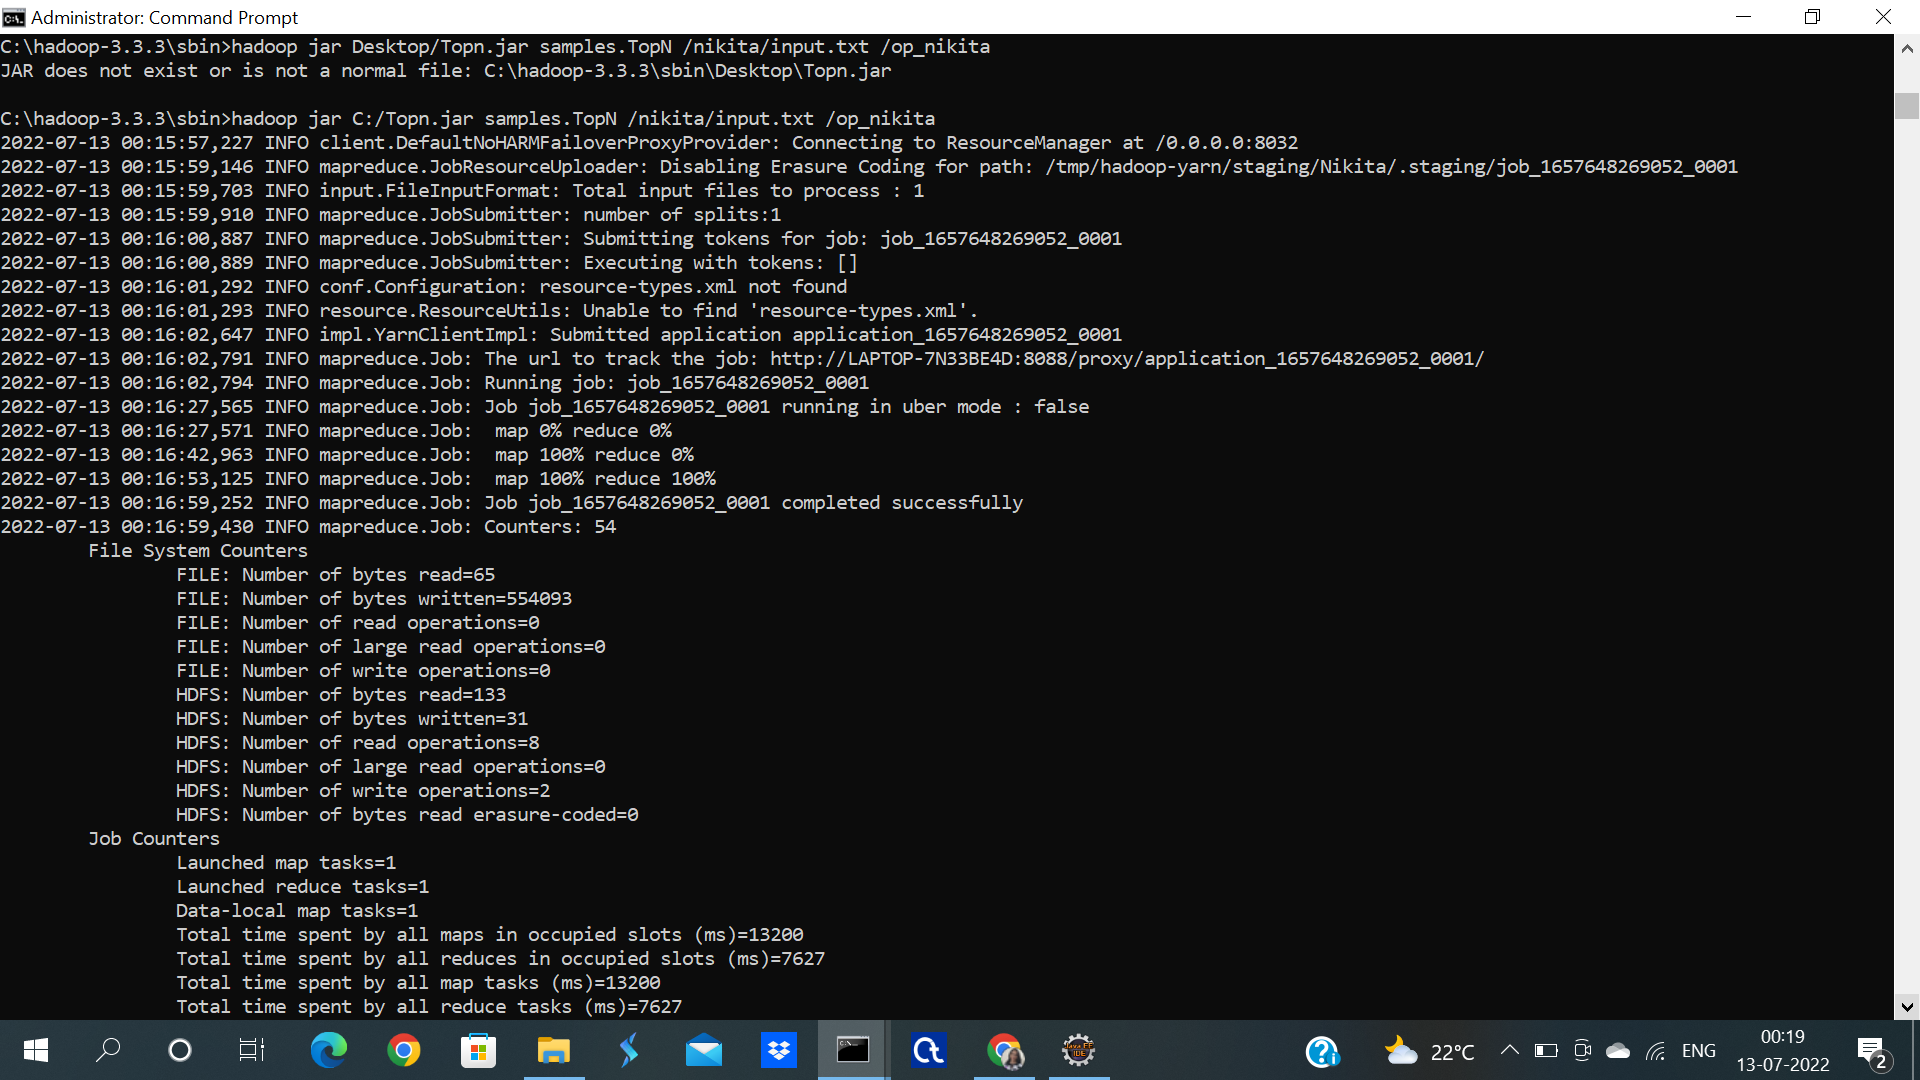 Administrator: Command Prompt
C:\hadoop-3.3.3\sbin>hadoop jar Desktop/Topn.jar samples.TopN /nikita/input.txt /op_nikita
JAR does not exist or is not a normal file: C:\hadoop-3.3.3\sbin\Desktop\Topn.jar
C:\hadoop-3.3.3\sbin>hadoop jar C:/Topn.jar samples.TopN /nikita/input.txt /op_nikita
2022-07-13 00:15:57,227 INFO client.DefaultNoHARMFailoverProxyProvider: Connecting to ResourceManager at /0.0.0.0:8032
2022-07-13 00:15:59,146 INFO mapreduce.JobResourceUploader: Disabling Erasure Coding for path: /tmp/hadoop-yarn/staging/Nikita/.staging/job_1657648269052_0001
2022-07-13 00:15:59,703 INFO input.FileInputFormat: Total input files to process : 1
2022-07-13 00:15:59,910 INFO mapreduce.JobSubmitter: number of splits:1
2022-07-13 00:16:00,887 INFO mapreduce.JobSubmitter: Submitting tokens for job: job_1657648269052_0001
2022-07-13 00:16:00,889 INFO mapreduce.JobSubmitter: Executing with tokens: []
2022-07-13 00:16:01,292 INFO conf.Configuration: resource-types.xml not found
2022-07-13 00:16:01,293 INFO resource.ResourceUtils: Unable to find 'resource-types.xml'.
2022-07-13 00:16:02,647 INFO impl.YarnClientImpl: Submitted application application_1657648269052_0001
2022-07-13 00:16:02,791 INFO mapreduce.Job: The url to track the job: http://LAPTOP-7N33BE4D:8088/proxy/application_1657648269052_0001/
2022-07-13 00:16:02,794 INFO mapreduce.Job: Running job: job_1657648269052_0001
2022-07-13 00:16:27,565 INFO mapreduce.Job: Job job_1657648269052_0001 running in uber mode : false
2022-07-13 00:16:27,571 INFO mapreduce.Job:  map 0% reduce 0%
2022-07-13 00:16:42,963 INFO mapreduce.Job:  map 100% reduce 0%
2022-07-13 00:16:53,125 INFO mapreduce.Job:  map 100% reduce 100%
2022-07-13 00:16:59,252 INFO mapreduce.Job: Job job_1657648269052_0001 completed successfully
2022-07-13 00:16:59,430 INFO mapreduce.Job: Counters: 54
File System Counters
FILE: Number of bytes read=65
FILE: Number of bytes written=554093
FILE: Number of read operations=0
FILE: Number of large read operations=0
FILE: Number of write operations=0
HDFS: Number of bytes read=133
HDFS: Number of bytes written=31
HDFS: Number of read operations=8
HDFS: Number of large read operations=0
HDFS: Number of write operations=2
HDFS: Number of bytes read erasure-coded=0
Job Counters
Launched map tasks=1
Launched reduce tasks=1
Data-local map tasks=1
Total time spent by all maps in occupied slots (ms)=13200
Total time spent by all reduces in occupied slots (ms)=7627
Total time spent by all map tasks (ms)=13200
Total time spent by all reduce tasks (ms)=7627
22°C
ENG
00:19
13-07-2022
2